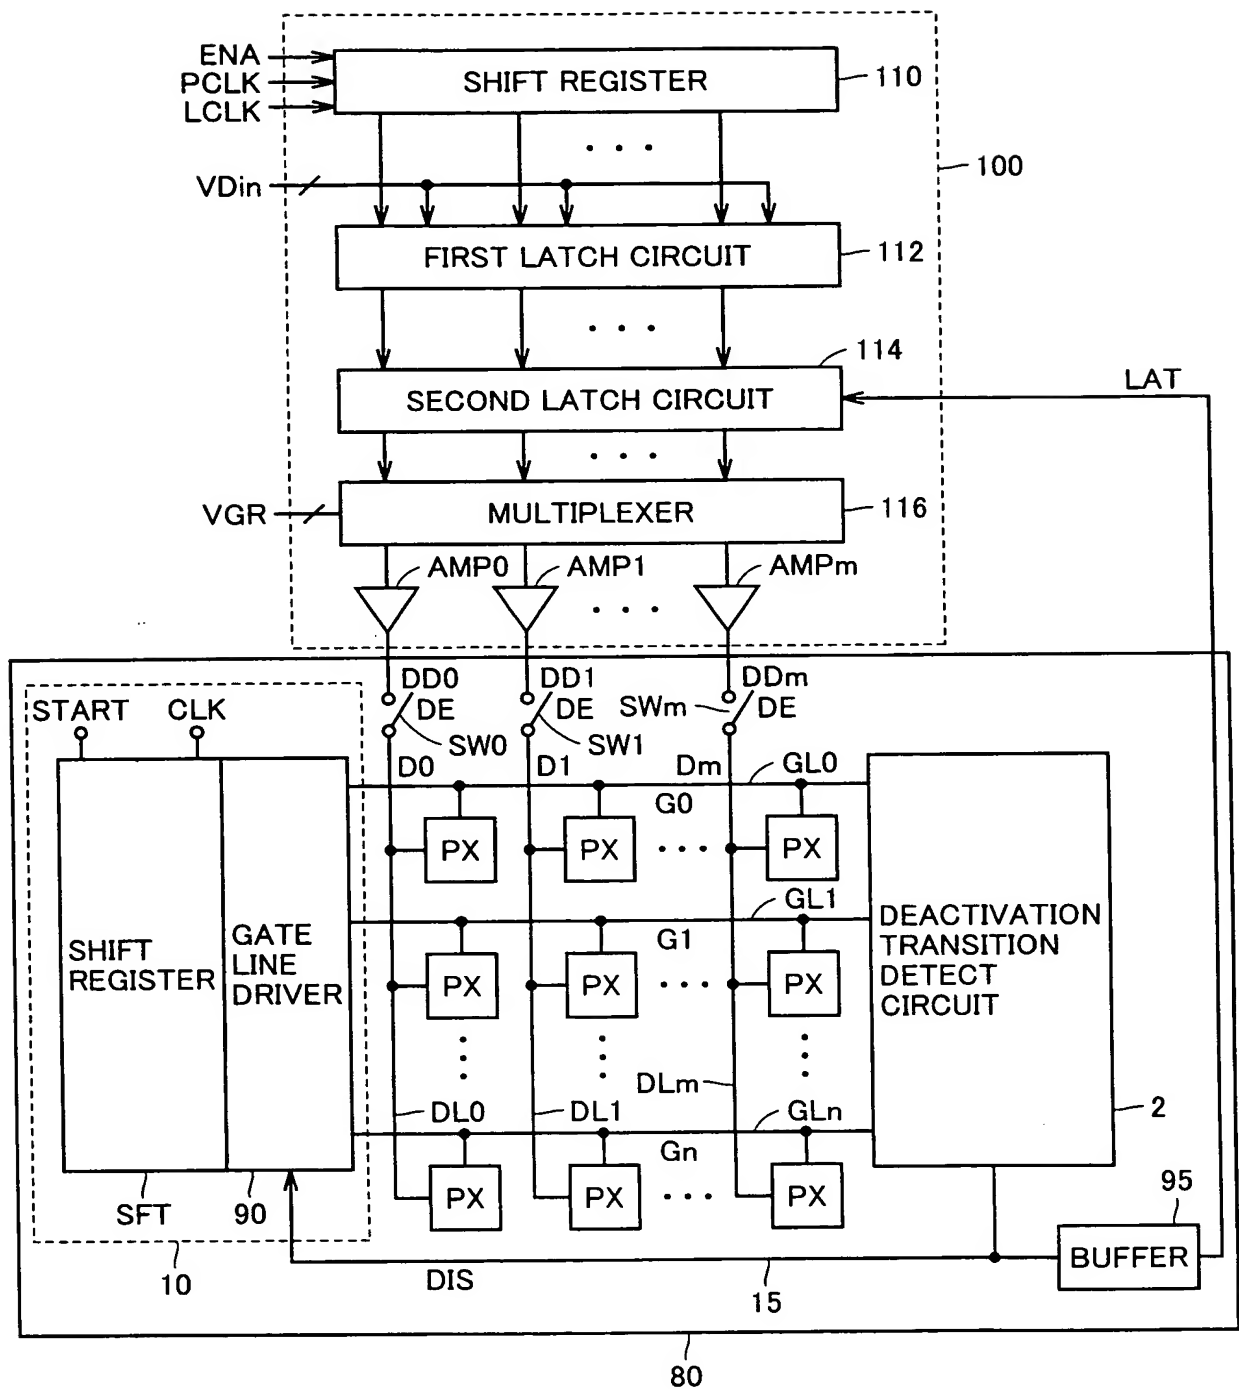 ENA
PCLK
LCLK
SHIFT REGISTER
110
100
VDin
FIRST LATCH CIRCUIT
112
114
LAT
SECOND LATCH CIRCUIT
VGR
MULTIPLEXER
116
AMP0
AMP1
AMPm
START
CLK
DD0
DE
SW0
DD1
DE
SW1
DDm
SWm
DE
D0
D1
Dm
GL0
G0
PX
PX
PX
SHIFT
REGISTER
GATE
LINE
DRIVER
GL1
G1
PX
PX
PX
DEACTIVATION
TRANSITION
DETECT
CIRCUIT
DL0
DL1
DLm
GLn
Gn
2
PX
PX
PX
SFT
90
95
BUFFER
10
DIS
15
80